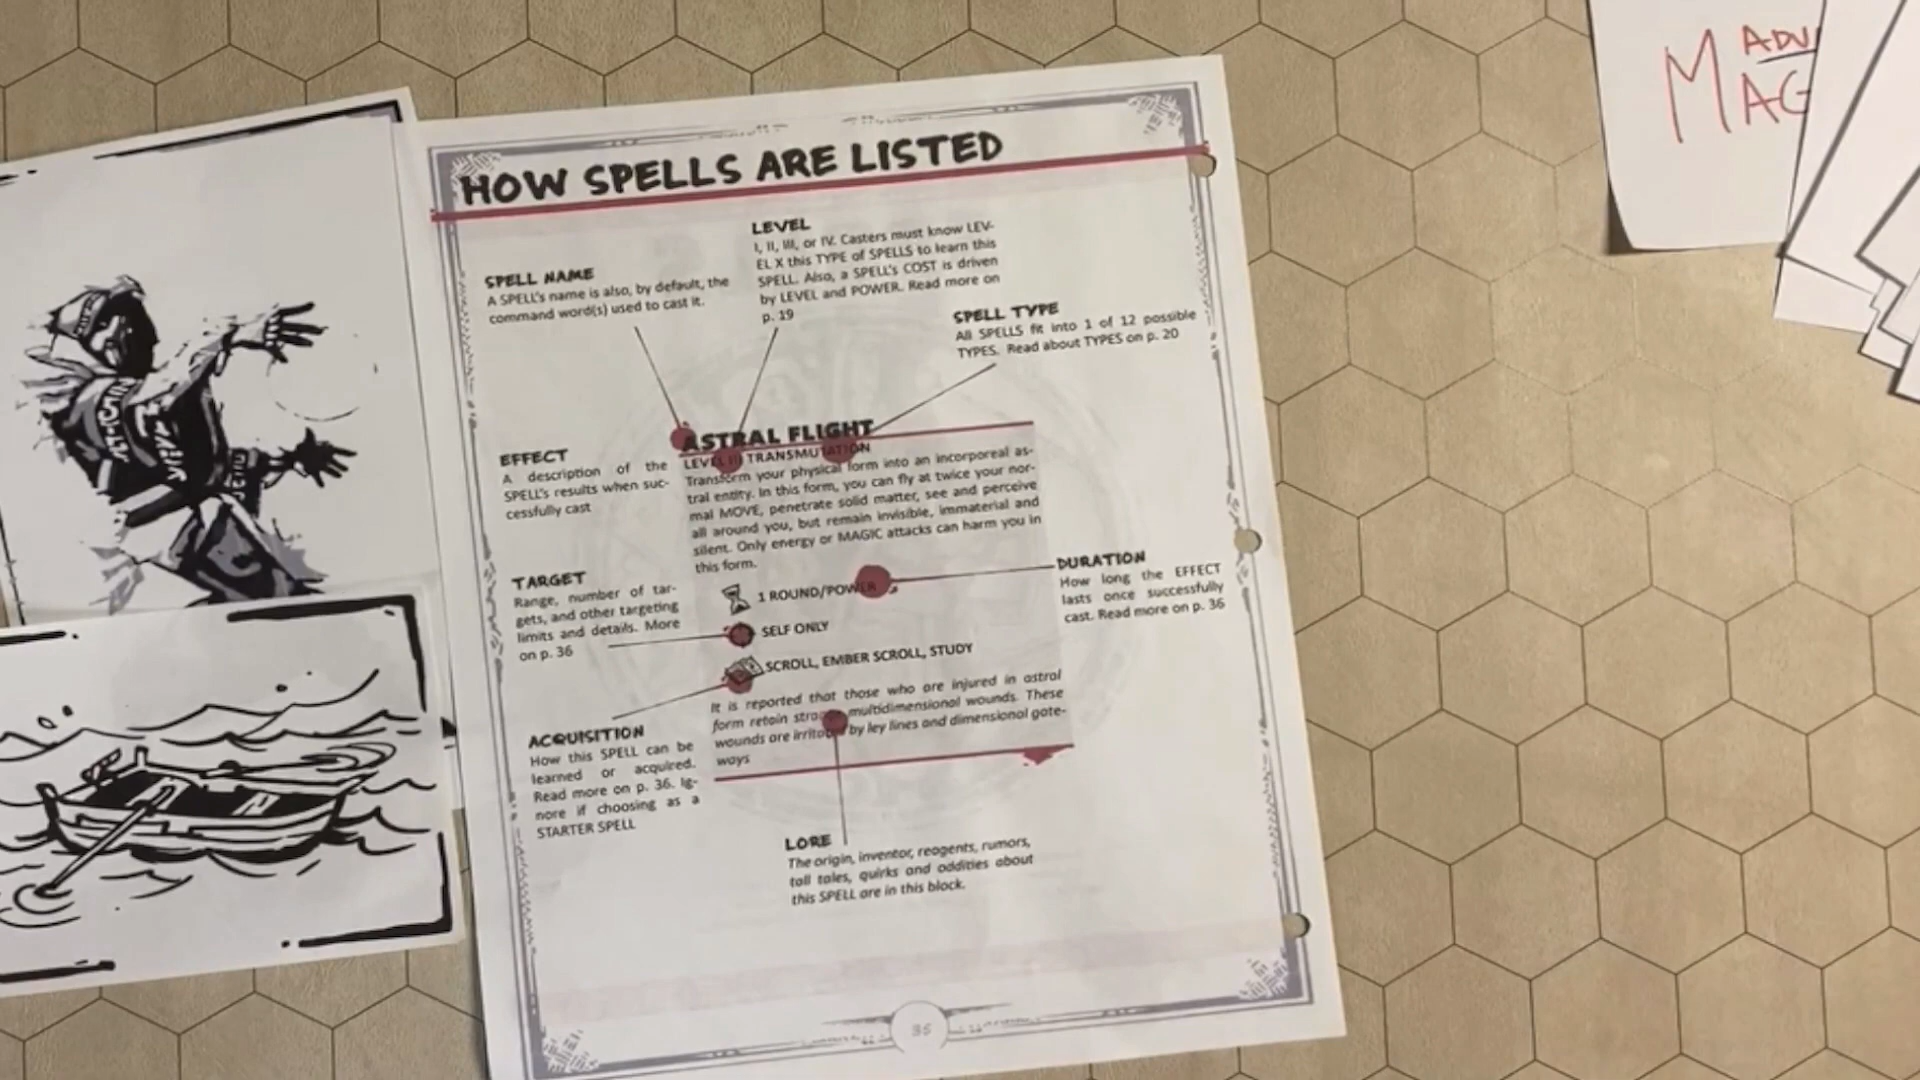 HOW SPELLS ARE LISTED
SPELL NAME
A SPELL's name is also, by default, the
command word(s) used to cast it.
LEVEL
I, II, III, or IV. Casters must know LEV-
EL X this TYPE of SPELLS to learn this
SPELL. Also, a SPELL's COST is driven
by LEVEL and POWER. Read more on
p. 19
SPELL TYPE
All SPELLS fit into 1 of 12 possible
TYPES. Read about TYPES on p. 20
EFFECT
A description of the
SPELL's results when suc-
cessfully cast
TARGET
Range, number of tar-
gets, and other targeting
limits and details. More
on p. 36
ACQUISITION
How this SPELL can be
learned or acquired.
Read more on p. 36. Ig-
nore if choosing as a
STARTER SPELL
ASTRAL FLIGHT
LEVEL III TRANSMUTATION
Transform your physical form into an incorporeal as-
tral entity. In this form, you can fly at twice your nor-
mal MOVE, penetrate solid matter, see and perceive
all around you, but remain invisible, immaterial and
silent. Only energy or MAGIC attacks can harm you in
this form.
1 ROUND/POWER
SELF ONLY
SCROLL, EMBER SCROLL, STUDY
It is reported that those who are injured in astral
form retain strange multidimensional wounds. These
wounds are irritated by ley lines and dimensional gate-
ways
DURATION
How long the EFFECT
lasts once successfully
cast. Read more on p. 36
LORE
The origin, inventor, reagents, rumors,
tall tales, quirks and oddities about
this SPELL are in this block.
35
ADV
MAG